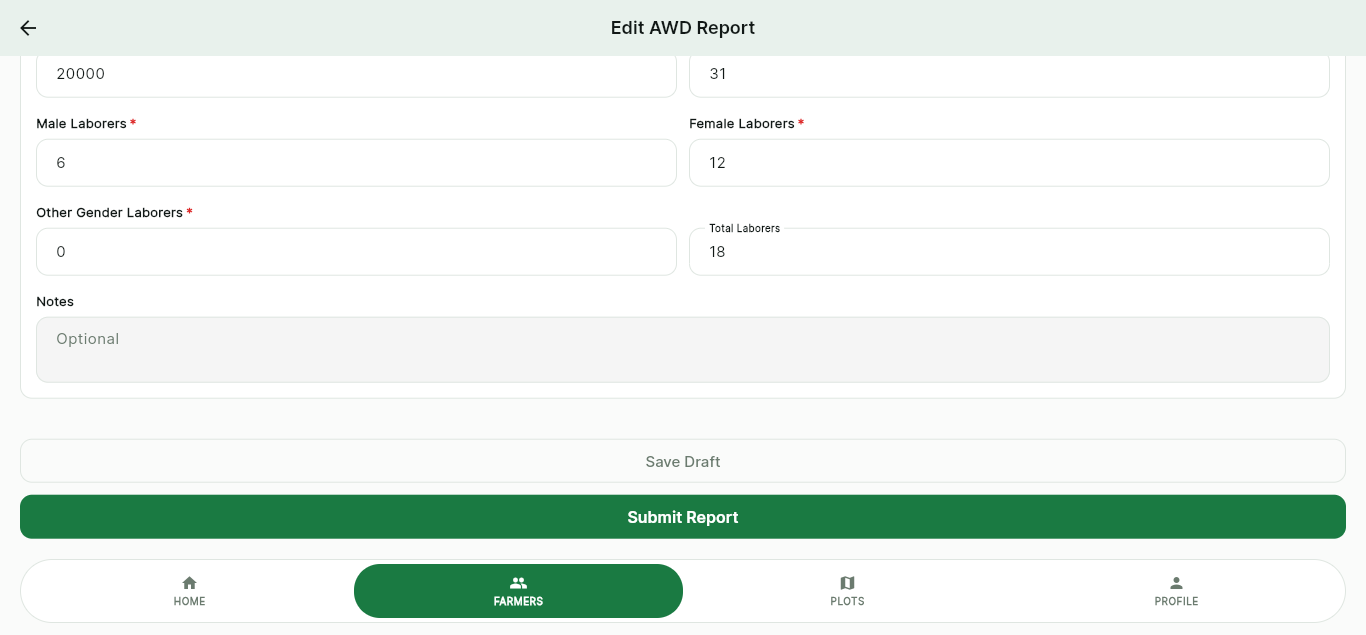 Edit AWD Report
20000
31
Male Laborers *
Female Laborers *
6
12
Other Gender Laborers *
Total Laborers
0
18
Notes
Optional
Save Draft
Submit Report
HOME
FARMERS
PLOTS
PROFILE